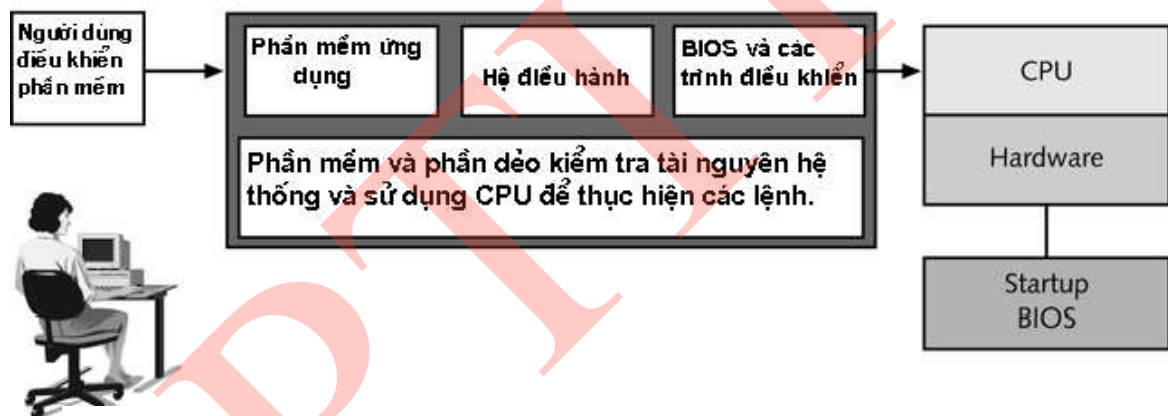 Người dùng
điều khiển
phần mềm
Phần mềm ứng
dụng
Hệ điều hành
BIOS và các
trình điều khiển
Phần mềm và phần dẻo kiểm tra tài nguyên hệ
thống và sử dụng CPU để thực hiện các lệnh.
CPU
Hardware
Startup
BIOS
PTIT